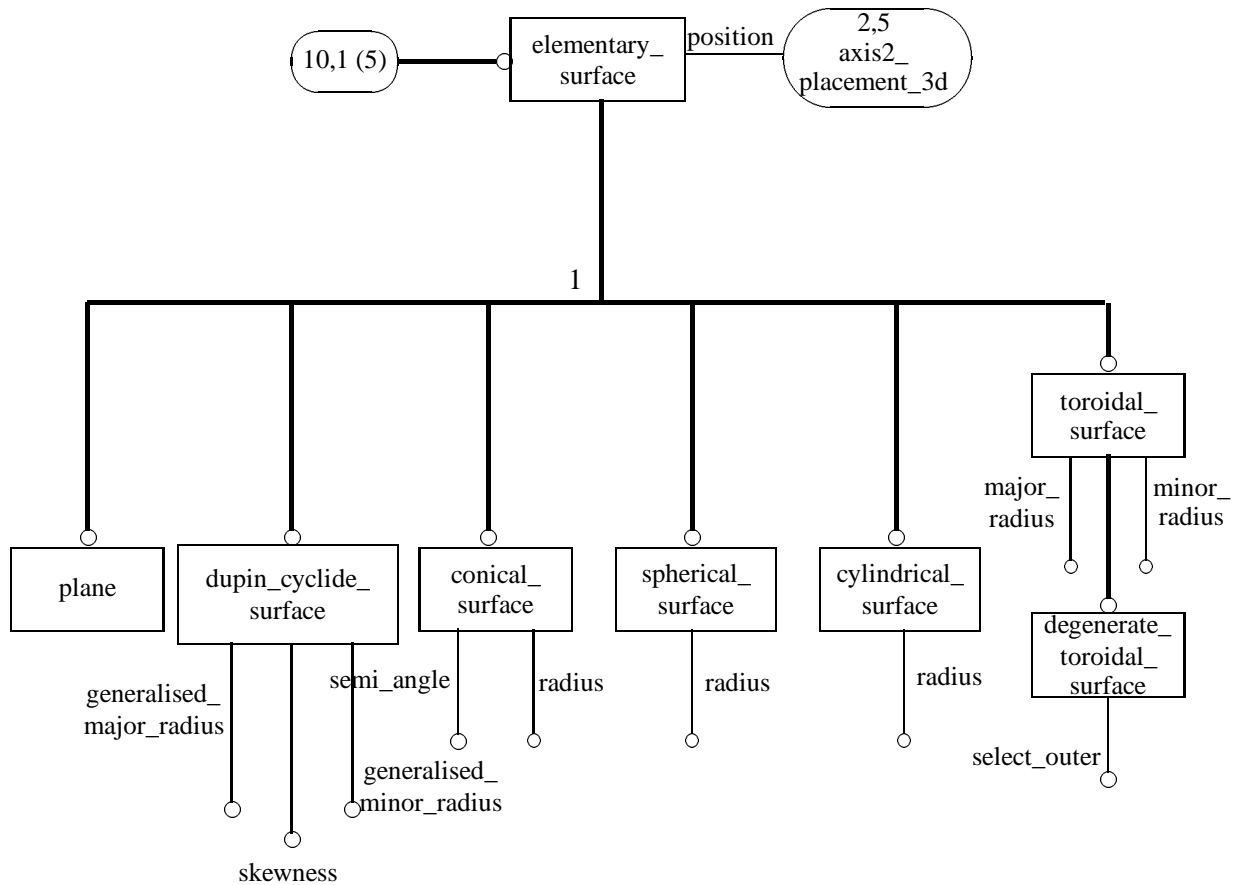 10,1 (5)
elementary_
surface
position
2,5
axis2_
placement_3d
1
toroidal_
surface
major_
radius
minor_
radius
plane
dupin_cyclide_
surface
conical_
surface
spherical_
surface
cylindrical_
surface
degenerate_
toroidal_
surface
generalised_
major_radius
semi_angle
radius
radius
radius
select_outer
generalised_
minor_radius
skewness